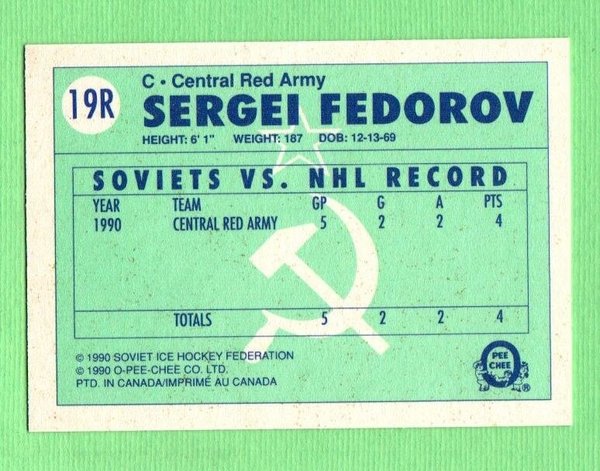 19R
C • Central Red Army
SERGEI FEDOROV
HEIGHT: 6' 1" WEIGHT: 187 DOB: 12-13-69
SOVIETS VS. NHL RECORD
YEAR TEAM GP G A PTS
1990 CENTRAL RED ARMY 5 2 2 4
TOTALS 5 2 2 4
© 1990 SOVIET ICE HOCKEY FEDERATION
© 1990 O-PEE-CHEE CO. LTD.
PTD. IN CANADA/IMPRIMÉ AU CANADA
O
PEE
CHEE
®